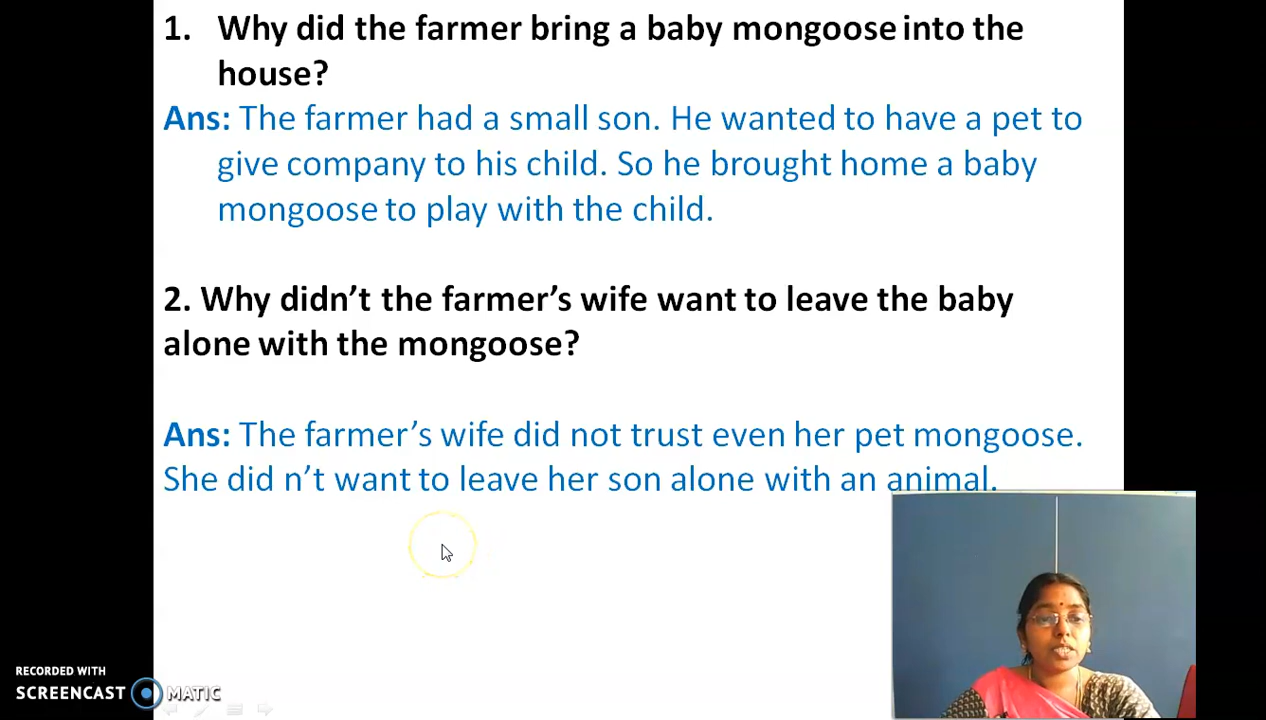 1. Why did the farmer bring a baby mongoose into the
house?
Ans: The farmer had a small son. He wanted to have a pet to
give company to his child. So he brought home a baby
mongoose to play with the child.
2. Why didn’t the farmer’s wife want to leave the baby
alone with the mongoose?
Ans: The farmer’s wife did not trust even her pet mongoose.
She did n’t want to leave her son alone with an animal.
RECORDED WITH
SCREENCAST MATIC